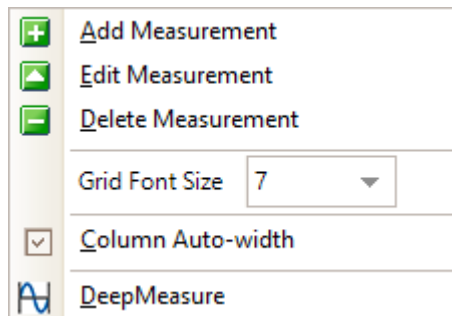 Add Measurement
Edit Measurement
Delete Measurement
Grid Font Size 7
Column Auto-width
DeepMeasure